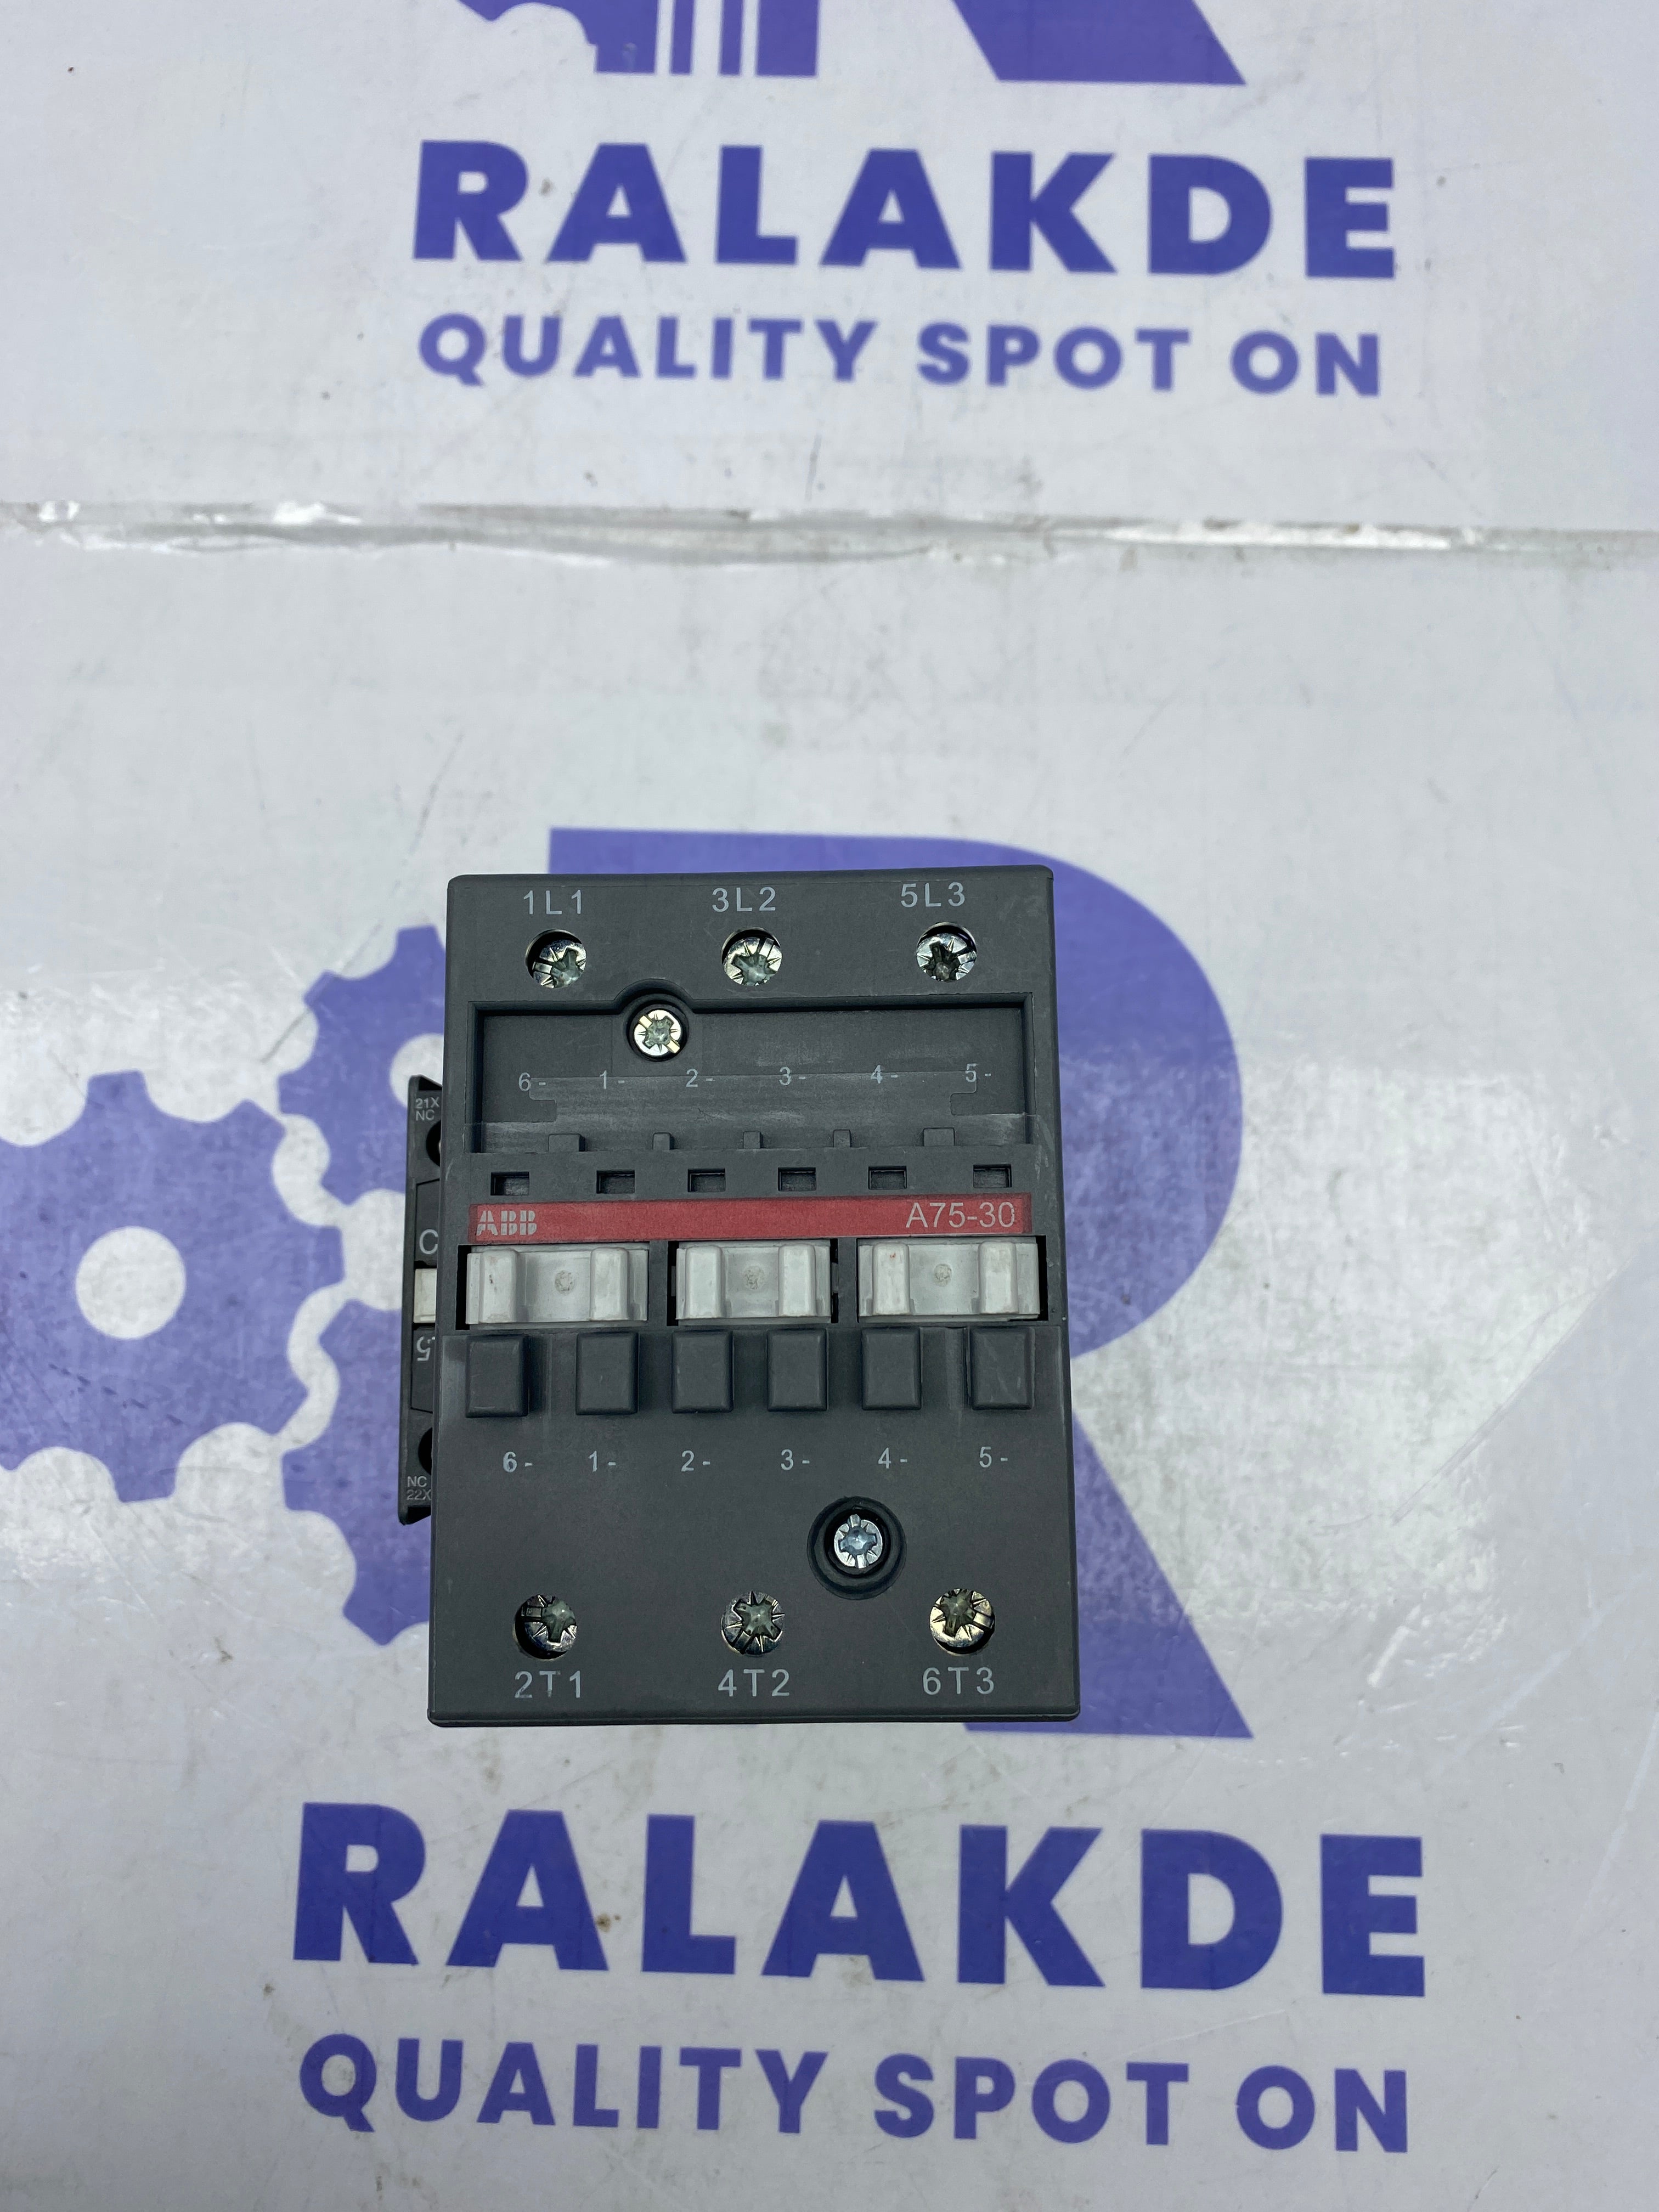 RALAKDE
QUALITY SPOT ON
1L1 3L2 5L3
6- 1- 2- 3- 4- 5-
21X
NC
ABB A75-30
C
5
6- 1- 2- 3- 4- 5-
NC
22X
2T1 4T2 6T3
RALAKDE
QUALITY SPOT ON